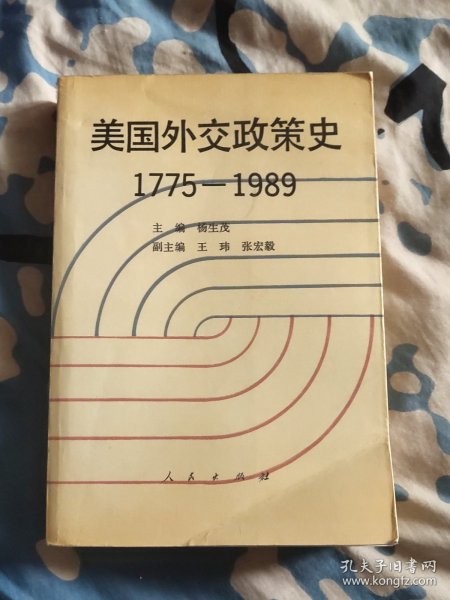 美国外交政策史
1775—1989
主 编 杨生茂
副主编 王 玮 张宏毅
人民出版社
孔夫子旧书网
www.kongfz.com